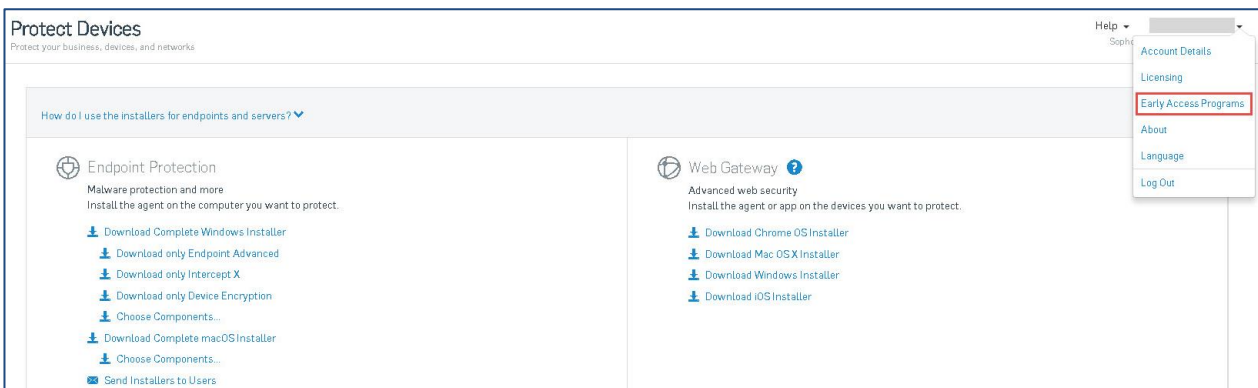 Protect Devices
Protect your business, devices, and networks
Help
Soph
Account Details
Licensing
Early Access Programs
About
Language
Log Out
How do I use the installers for endpoints and servers?
Endpoint Protection
Malware protection and more
Install the agent on the computer you want to protect.
Download Complete Windows Installer
Download only Endpoint Advanced
Download only Intercept X
Download only Device Encryption
Choose Components...
Download Complete macOS Installer
Choose Components...
Send Installers to Users
Web Gateway ?
Advanced web security
Install the agent or app on the devices you want to protect.
Download Chrome OS Installer
Download Mac OS X Installer
Download Windows Installer
Download iOS Installer